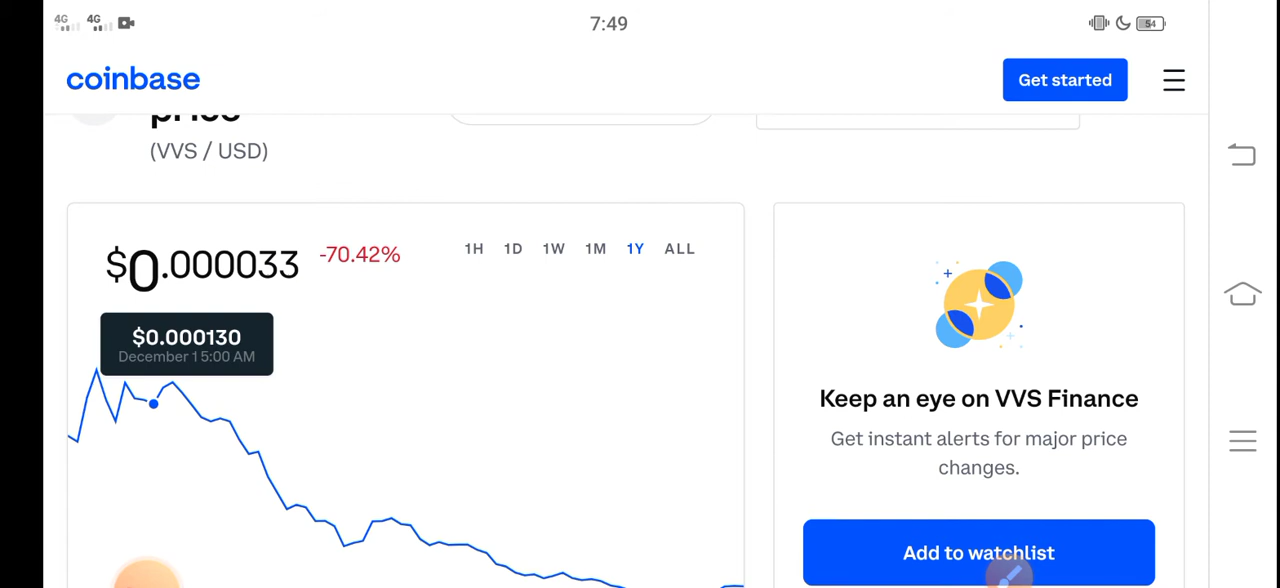 4G 4G 7:49 54
coinbase Get started
price
(VVS / USD)
$0.000033 -70.42% 1H 1D 1W 1M 1Y ALL
$0.000130
December 1 5:00 AM
Keep an eye on VVS Finance
Get instant alerts for major price
changes.
Add to watchlist